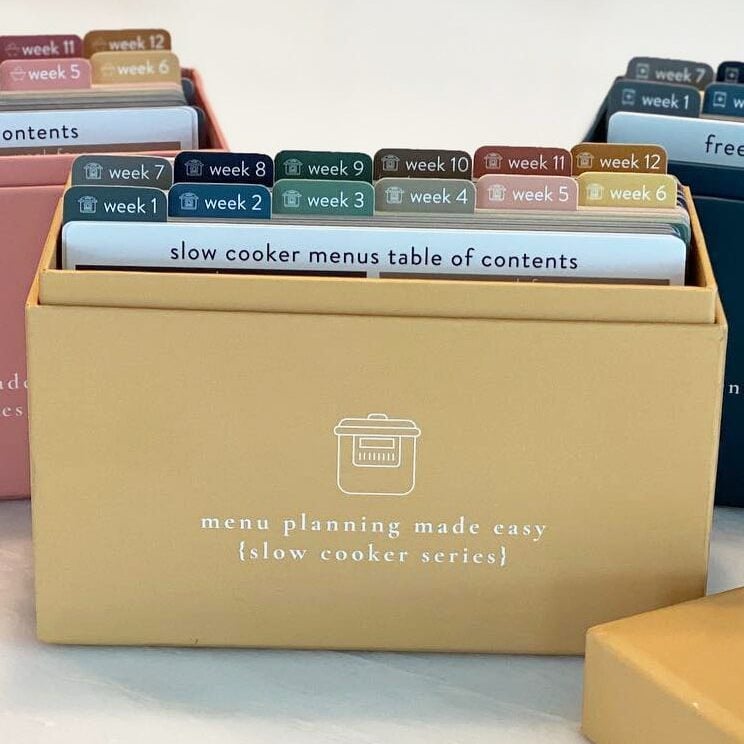 week 11
week 12
week 5
week 6
ontents
week 7
week 8
week 9
week 10
week 11
week 12
week 1
week 2
week 3
week 4
week 5
week 6
slow cooker menus table of contents
menu planning made easy
{slow cooker series}
week 7
week 1
free